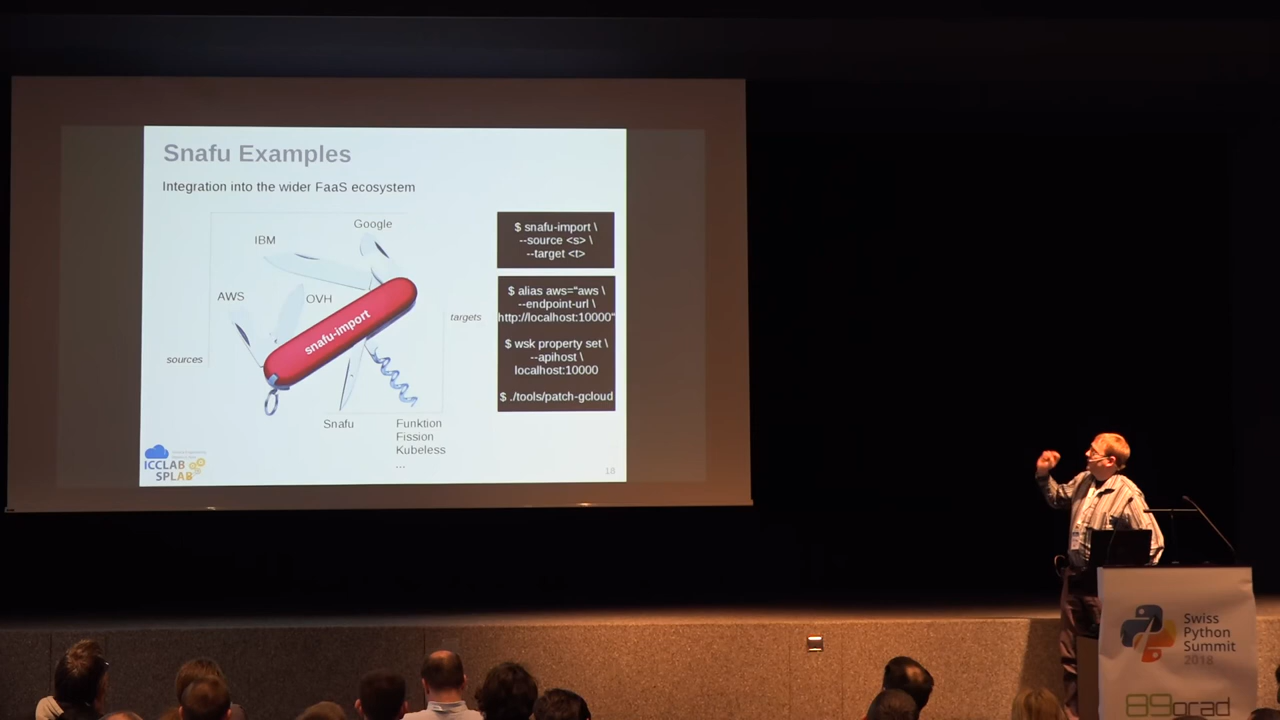 Snafu Examples
Integration into the wider FaaS ecosystem
Google
IBM
AWS
OVH
snafu-import
sources
targets
Snafu
Funktion
Fission
Kubeless
...
$ snafu-import \
--source <s> \
--target <t>
$ alias aws="aws \
--endpoint-url \
http://localhost:10000"
$ wsk property set \
--apihost \
localhost:10000
$ ./tools/patch-gcloud
ICCLAB
SPLAB
18
Swiss
Python
Summit
2018
89grad